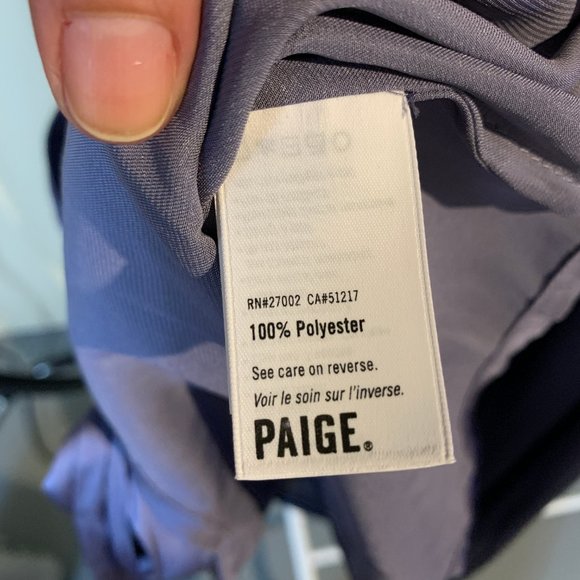 RN#27002 CA#51217
100% Polyester
See care on reverse.
Voir le soin sur l'inverse.
PAIGE®